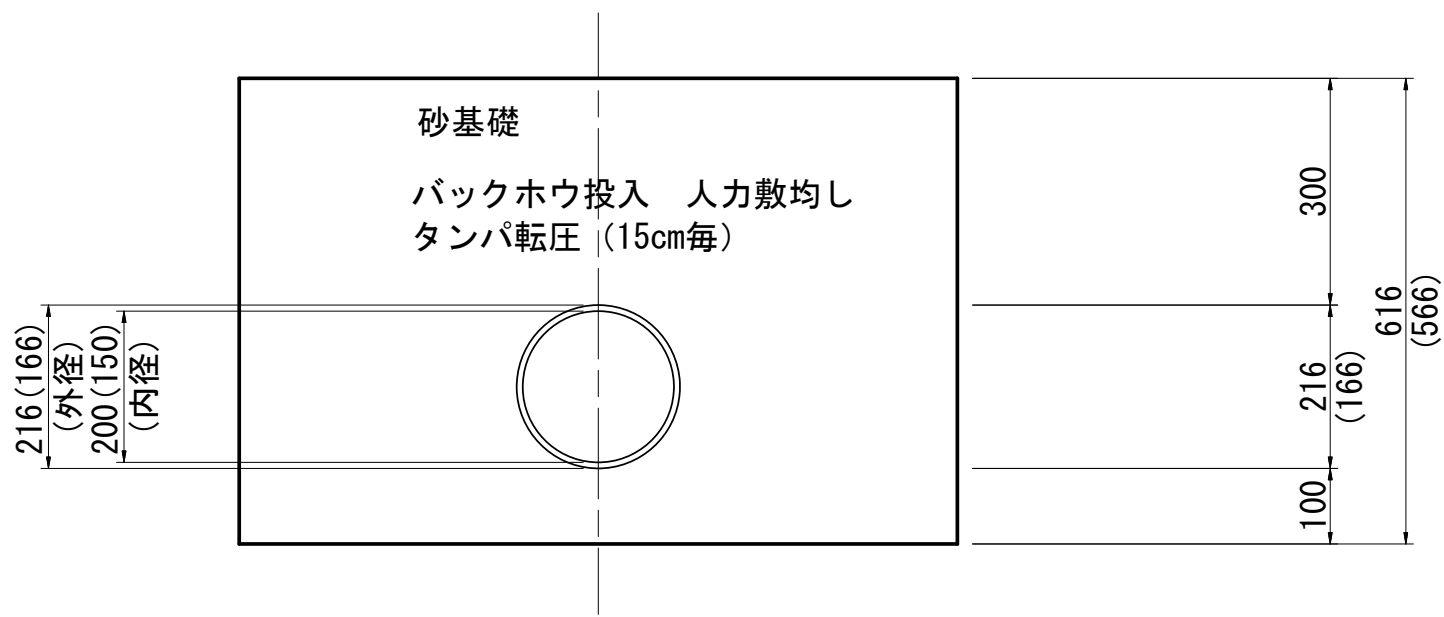 砂基礎
バックホウ投入　人力敷均し
タンパ転圧（15cm毎）
216(166)
(外径)
200(150)
(内径)
300
216
(166)
100
616
(566)